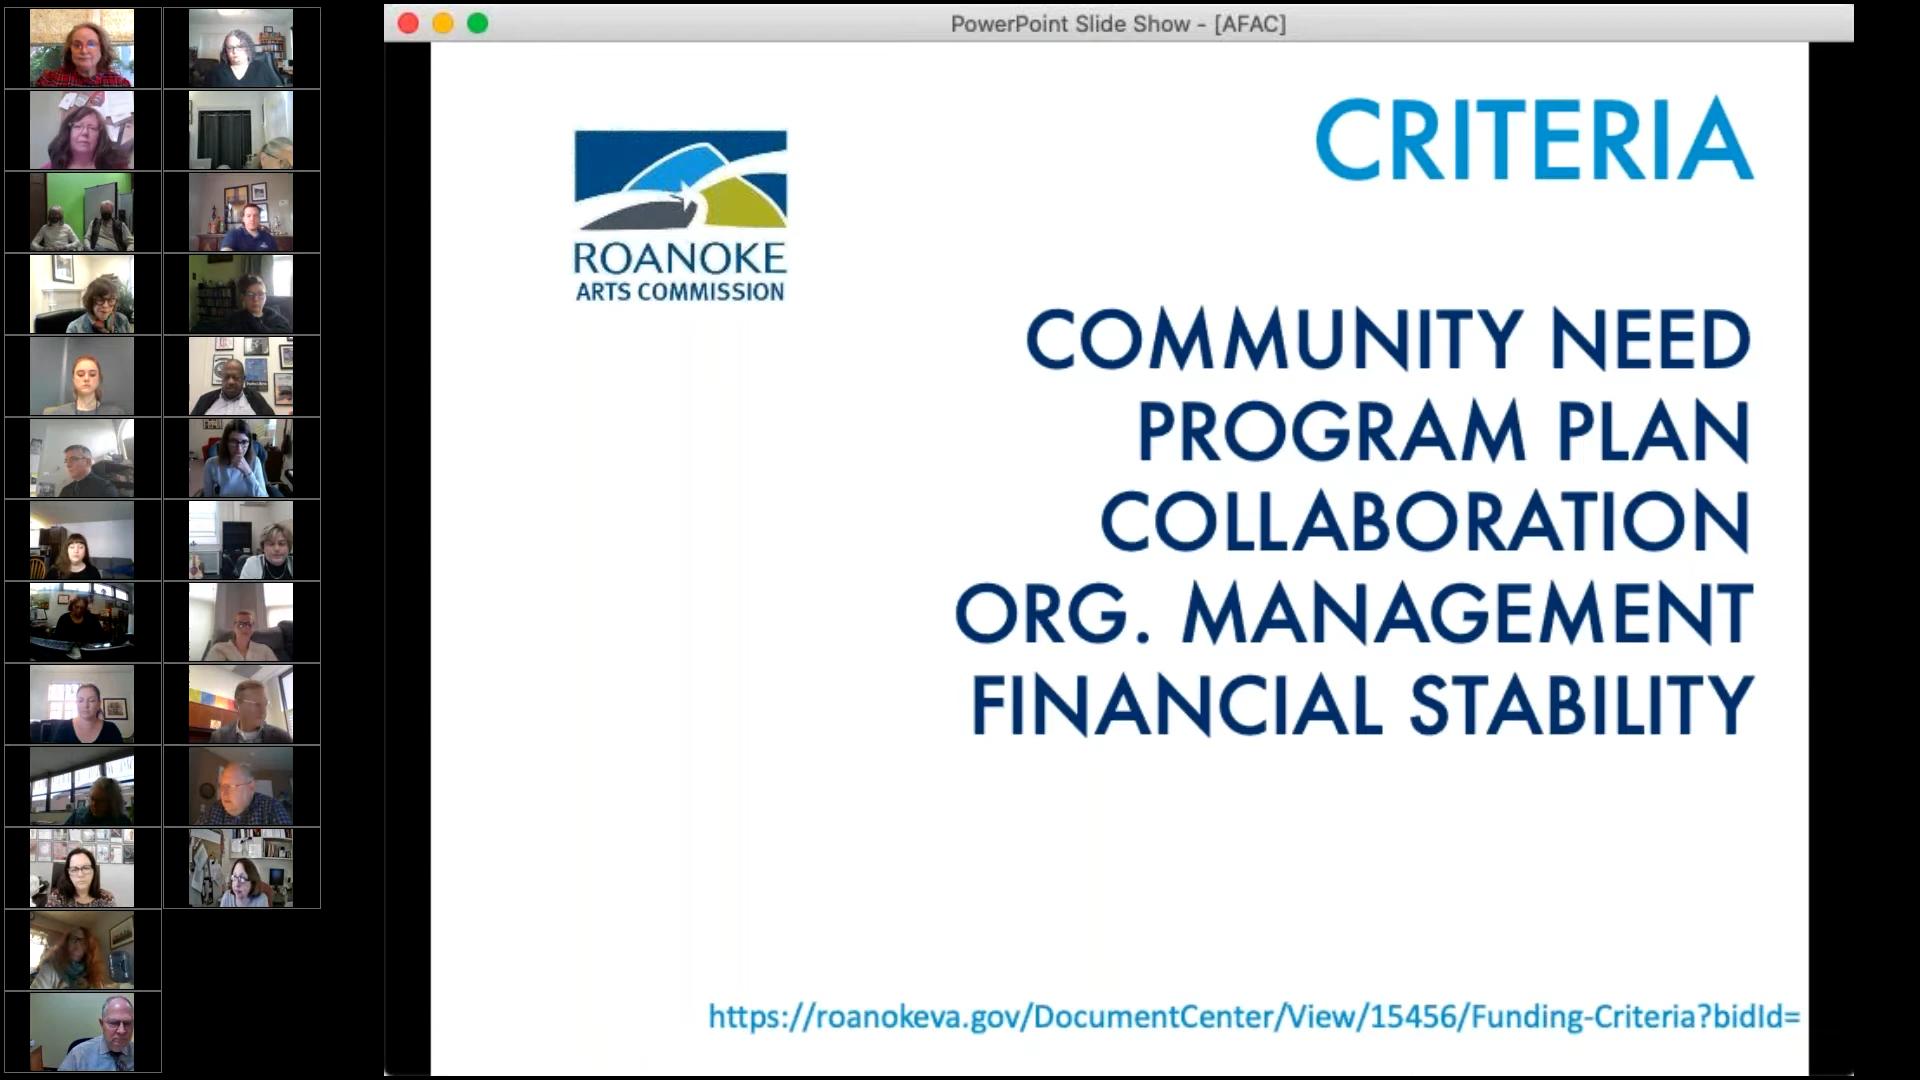 PowerPoint Slide Show - [AFAC]
CRITERIA
ROANOKE
ARTS COMMISSION
COMMUNITY NEED
PROGRAM PLAN
COLLABORATION
ORG. MANAGEMENT
FINANCIAL STABILITY
https://roanokeva.gov/DocumentCenter/View/15456/Funding-Criteria?bidId=